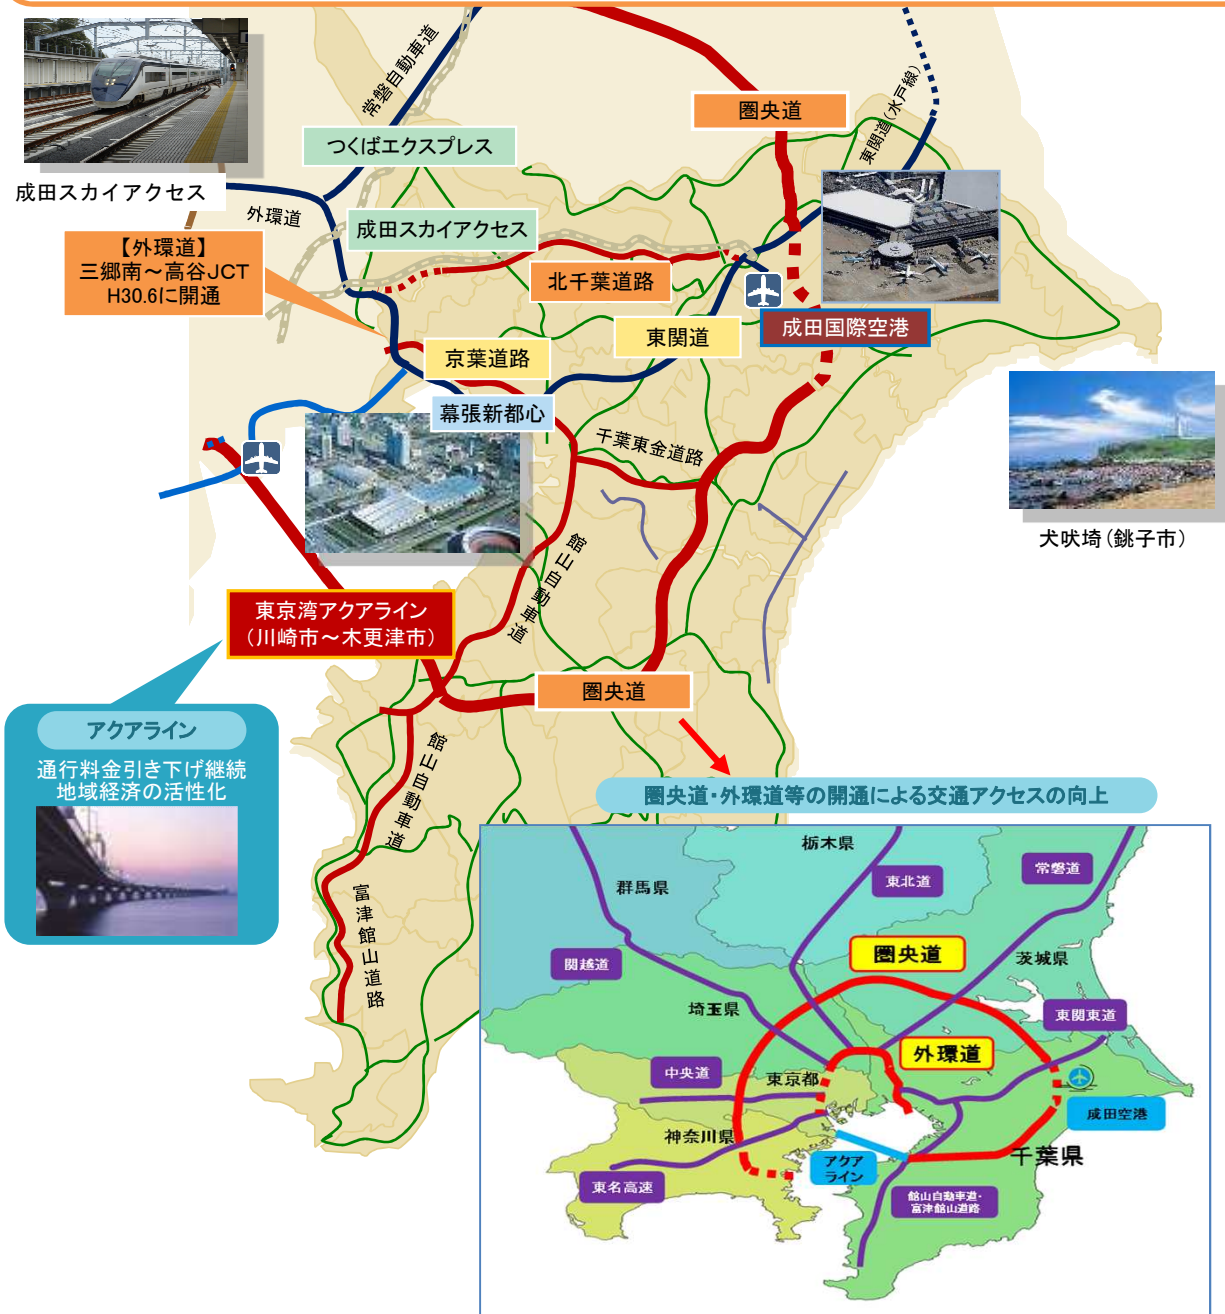 常磐自動車道
圏央道
東関道(水戸線)
つくばエクスプレス
成田スカイアクセス
外環道
成田スカイアクセス
【外環道】
三郷南～高谷JCT
H30.6に開通
北千葉道路
成田国際空港
東関道
京葉道路
幕張新都心
千葉東金道路
犬吠埼(銚子市)
館山自動車道
東京湾アクアライン
(川崎市～木更津市)
圏央道
アクアライン
通行料金引き下げ継続
地域経済の活性化
館山自動車道
富津館山道路
圏央道・外環道等の開通による交通アクセスの向上
栃木県
群馬県
東北道
常磐道
圏央道
茨城県
関越道
埼玉県
東関東道
外環道
中央道
東京都
成田空港
神奈川県
千葉県
アクア
ライン
東名高速
館山自動車道・
富津館山道路